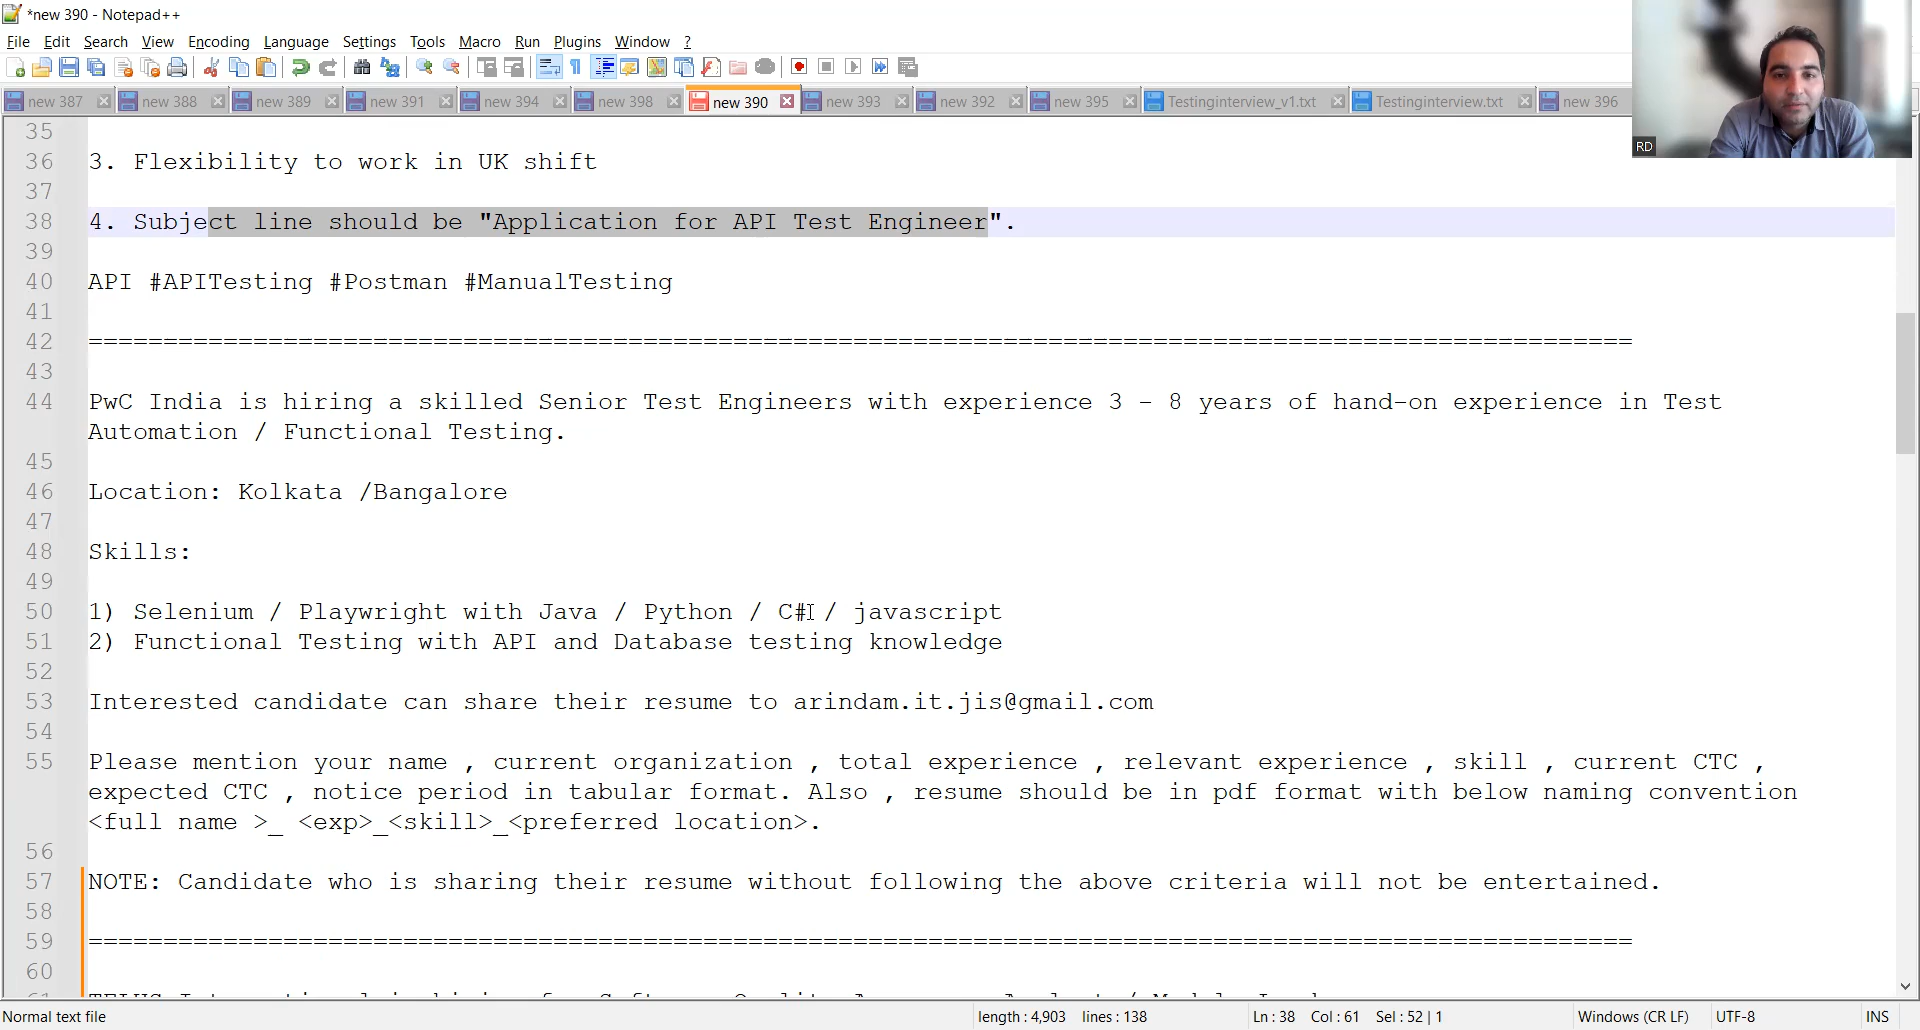 *new 390 - Notepad++
File Edit Search View Encoding Language Settings Tools Macro Run Plugins Window ?
new 387 new 388 new 389 new 391 new 394 new 398 new 390 new 393 new 392 new 395 Testinginterview_v1.txt Testinginterview.txt new 396
RD
35
36 3. Flexibility to work in UK shift
37
38 4. Subject line should be "Application for API Test Engineer".
39
40 API #APITesting #Postman #ManualTesting
41
42 =======================================================================================================
43
44 PwC India is hiring a skilled Senior Test Engineers with experience 3 - 8 years of hand-on experience in Test
Automation / Functional Testing.
45
46 Location: Kolkata /Bangalore
47
48 Skills:
49
50 1) Selenium / Playwright with Java / Python / C# / javascript
51 2) Functional Testing with API and Database testing knowledge
52
53 Interested candidate can share their resume to arindam.it.jis@gmail.com
54
55 Please mention your name , current organization , total experience , relevant experience , skill , current CTC ,
expected CTC , notice period in tabular format. Also , resume should be in pdf format with below naming convention
<full name >_ <exp>_<skill>_<preferred location>.
56
57 NOTE: Candidate who is sharing their resume without following the above criteria will not be entertained.
58
59 =======================================================================================================
60
Normal text file length : 4,903 lines : 138 Ln : 38 Col : 61 Sel : 52 | 1 Windows (CR LF) UTF-8 INS